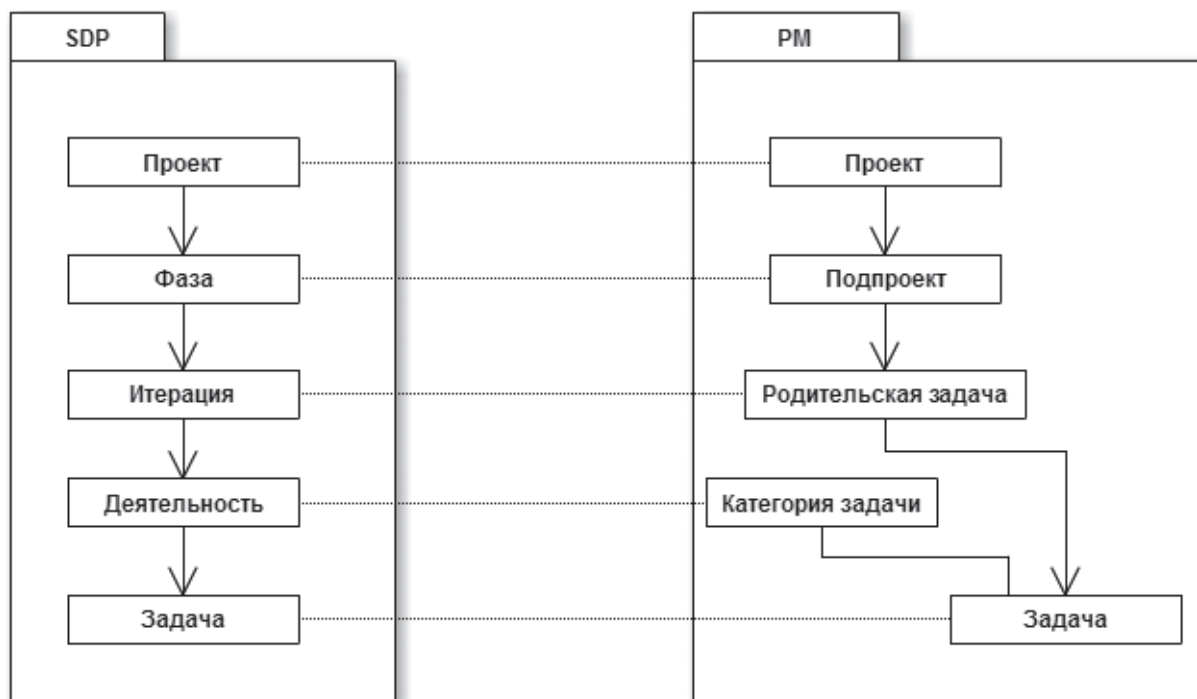 SDP
PM
Проект
Проект
Фаза
Подпроект
Итерация
Родительская задача
Деятельность
Категория задачи
Задача
Задача